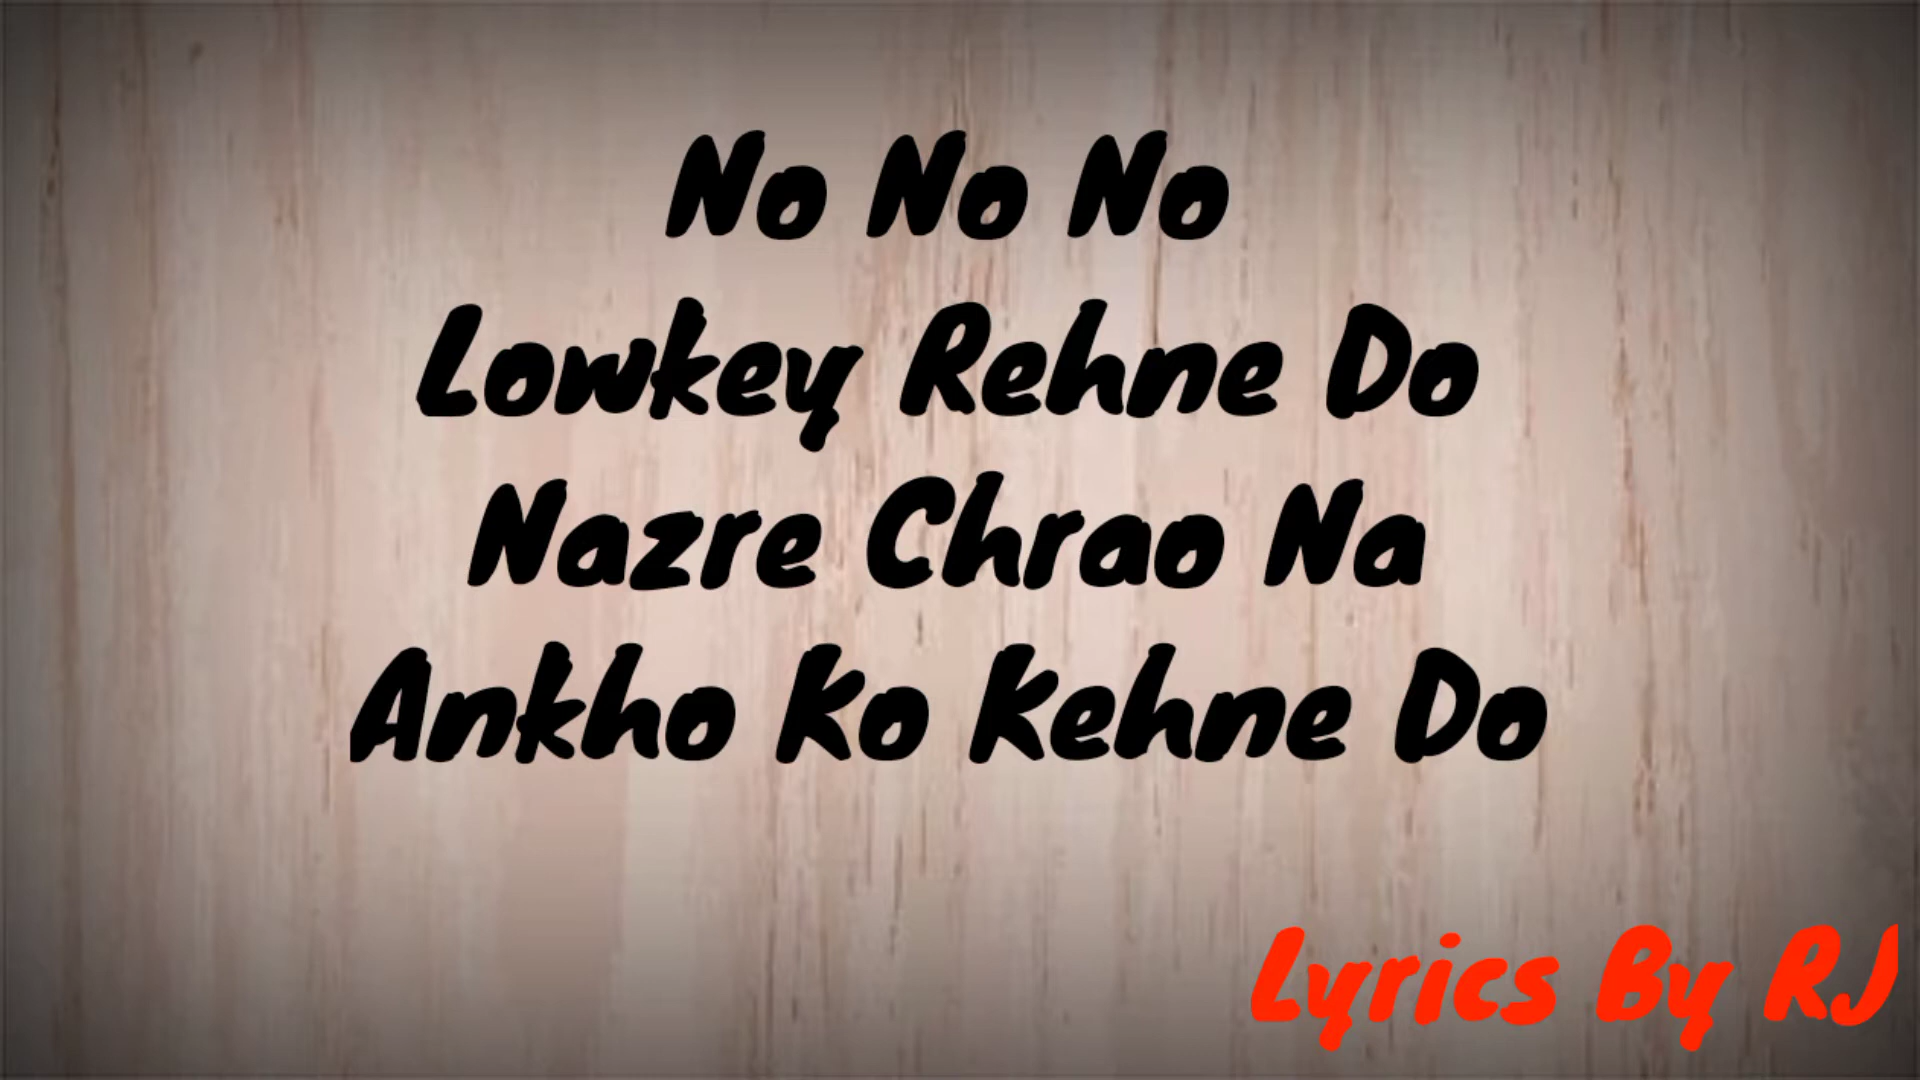 No No No
Lowkey Rehne Do
Nazre Chrao Na
Ankho Ko Kehne Do
Lyrics By RJ